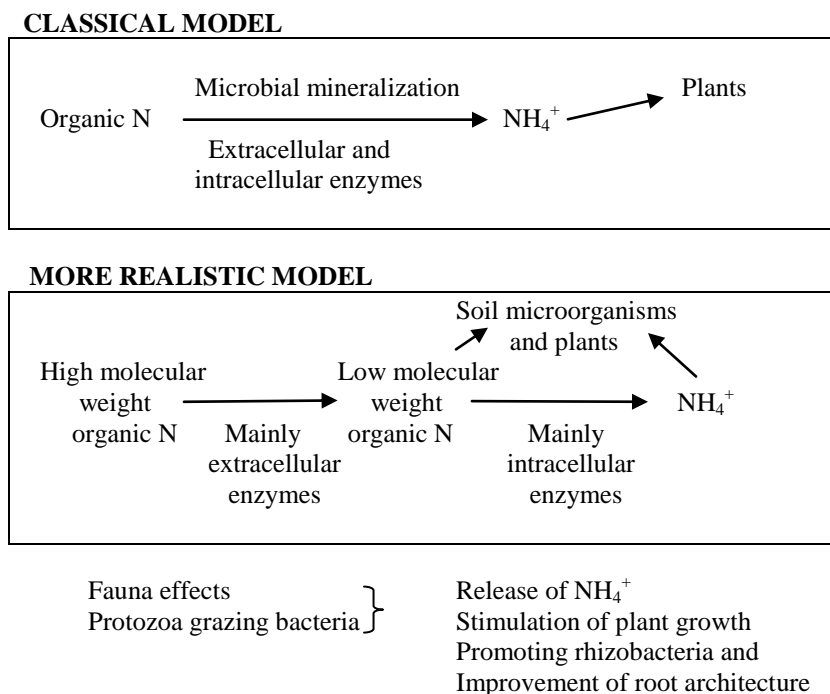 CLASSICAL MODEL
Microbial mineralization
Plants
Organic N
NH₄⁺
Extracellular and
intracellular enzymes
MORE REALISTIC MODEL
Soil microorganisms
and plants
High molecular
weight
organic N
Mainly
extracellular
enzymes
Low molecular
weight
organic N
Mainly
intracellular
enzymes
NH₄⁺
Fauna effects
Protozoa grazing bacteria
Release of NH₄⁺
Stimulation of plant growth
Promoting rhizobacteria and
Improvement of root architecture